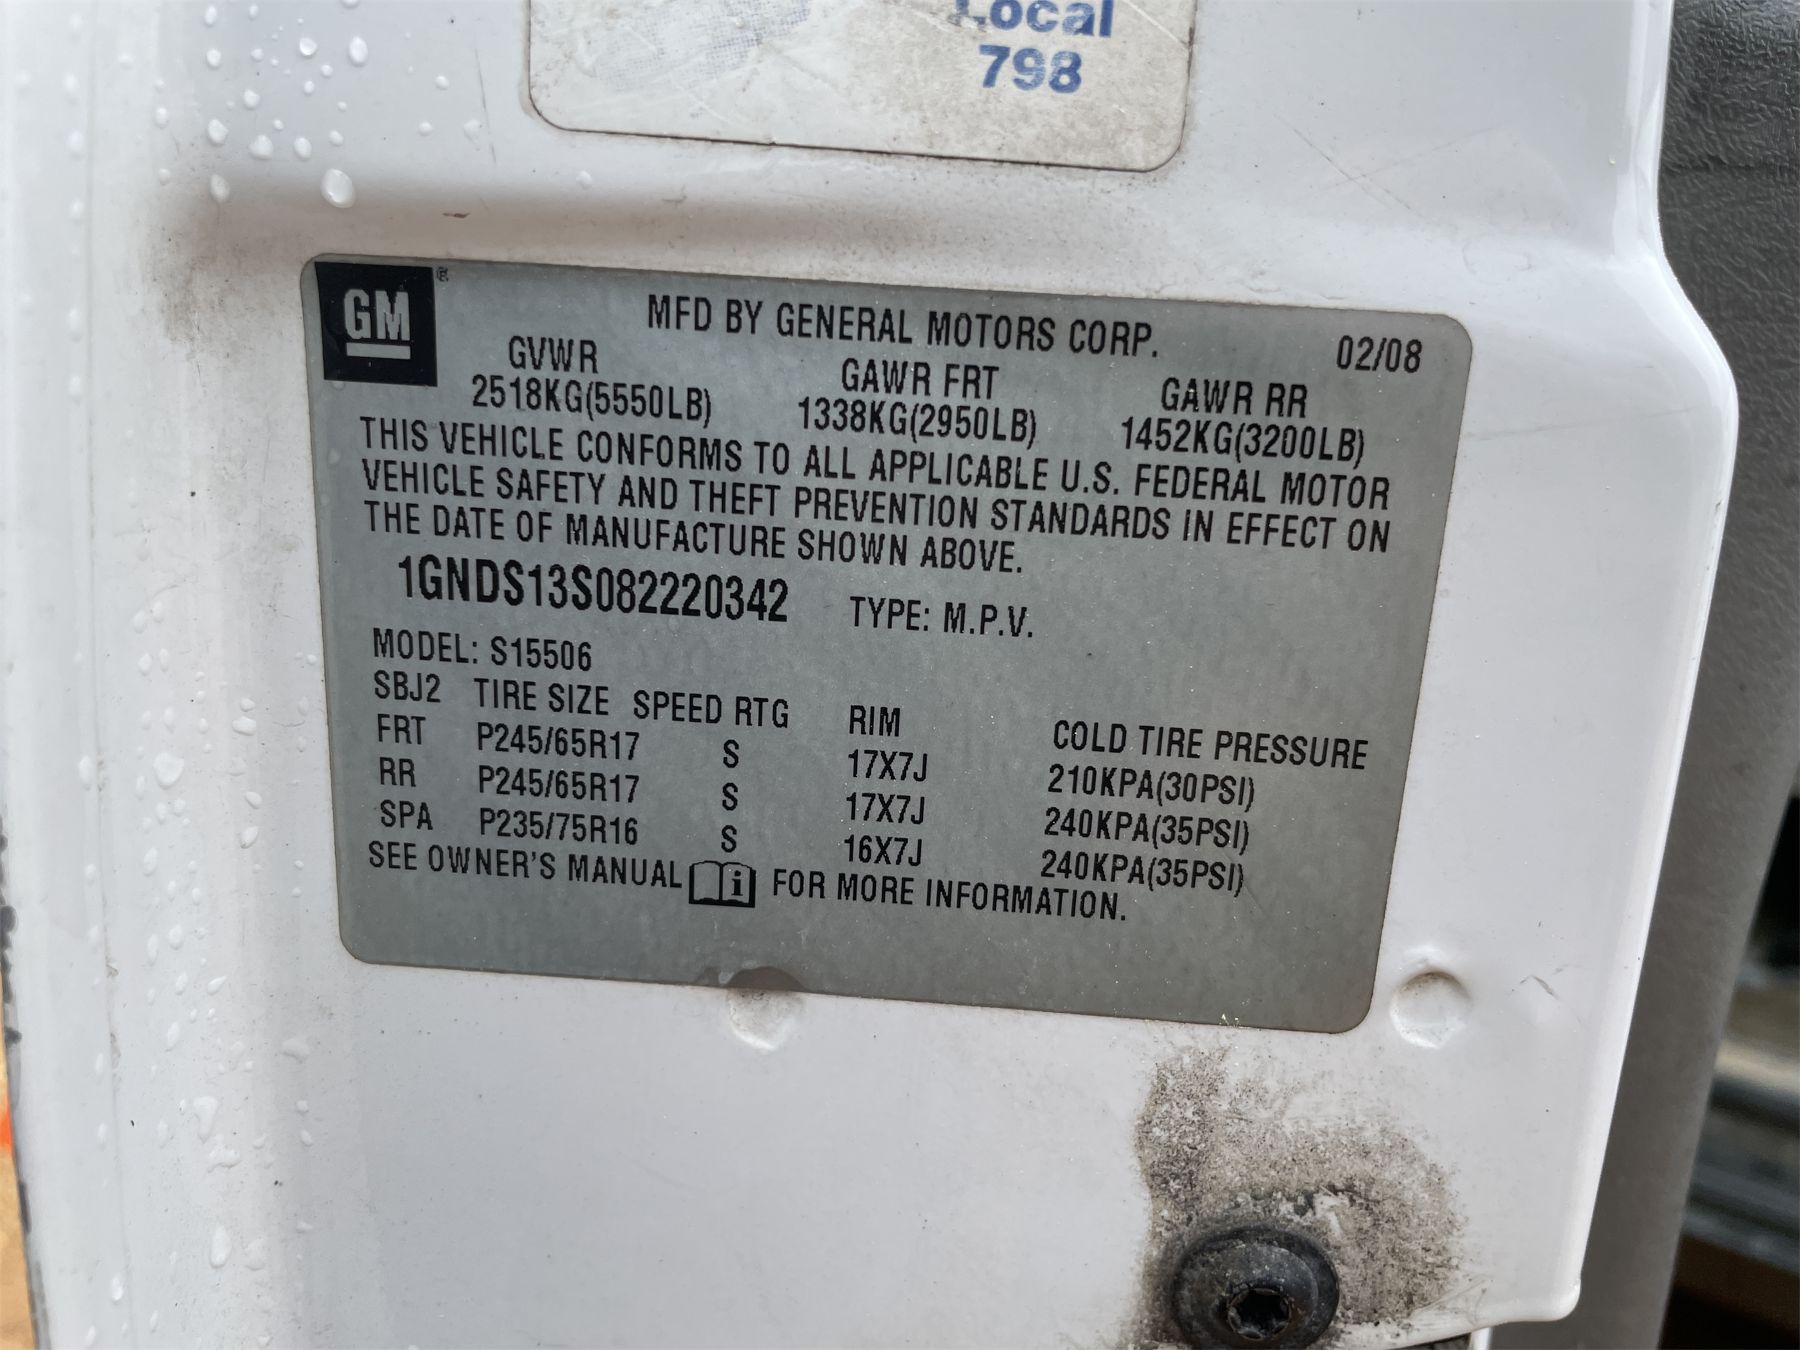 Local
798
GM®
MFD BY GENERAL MOTORS CORP. 02/08
GVWR GAWR FRT GAWR RR
2518KG(5550LB) 1338KG(2950LB) 1452KG(3200LB)
THIS VEHICLE CONFORMS TO ALL APPLICABLE U.S. FEDERAL MOTOR
VEHICLE SAFETY AND THEFT PREVENTION STANDARDS IN EFFECT ON
THE DATE OF MANUFACTURE SHOWN ABOVE.
1GNDS13S082220342 TYPE: M.P.V.
MODEL: S15506
SBJ2 TIRE SIZE SPEED RTG RIM COLD TIRE PRESSURE
FRT P245/65R17 S 17X7J 210KPA(30PSI)
RR P245/65R17 S 17X7J 240KPA(35PSI)
SPA P235/75R16 S 16X7J 240KPA(35PSI)
SEE OWNER'S MANUAL i FOR MORE INFORMATION.